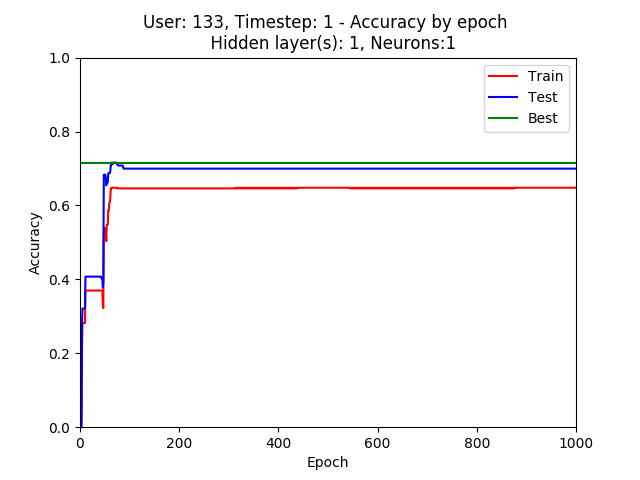 User: 133, Timestep: 1 - Accuracy by epoch
Hidden layer(s): 1, Neurons:1
Train
Test
Best
1.0
0.8
0.6
0.4
0.2
0.0
Accuracy
0
200
400
600
800
1000
Epoch